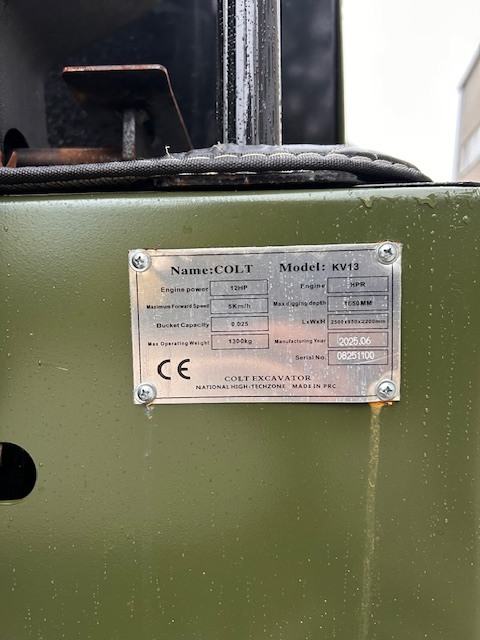 Name:COLT Model: KV13
Engine power 12HP Engine HPR
Maximum Forward Speed 5Km/h Max digging depth 1650MM
Bucket Capacity 0.025 LxWxH 2500x930x2200mm
Max Operating Weight 1300kg Manufacturing Year 2025.06
Serial No. 08251100
CE
COLT EXCAVATOR
NATIONAL HIGH-TECHZONE MADE IN PRC